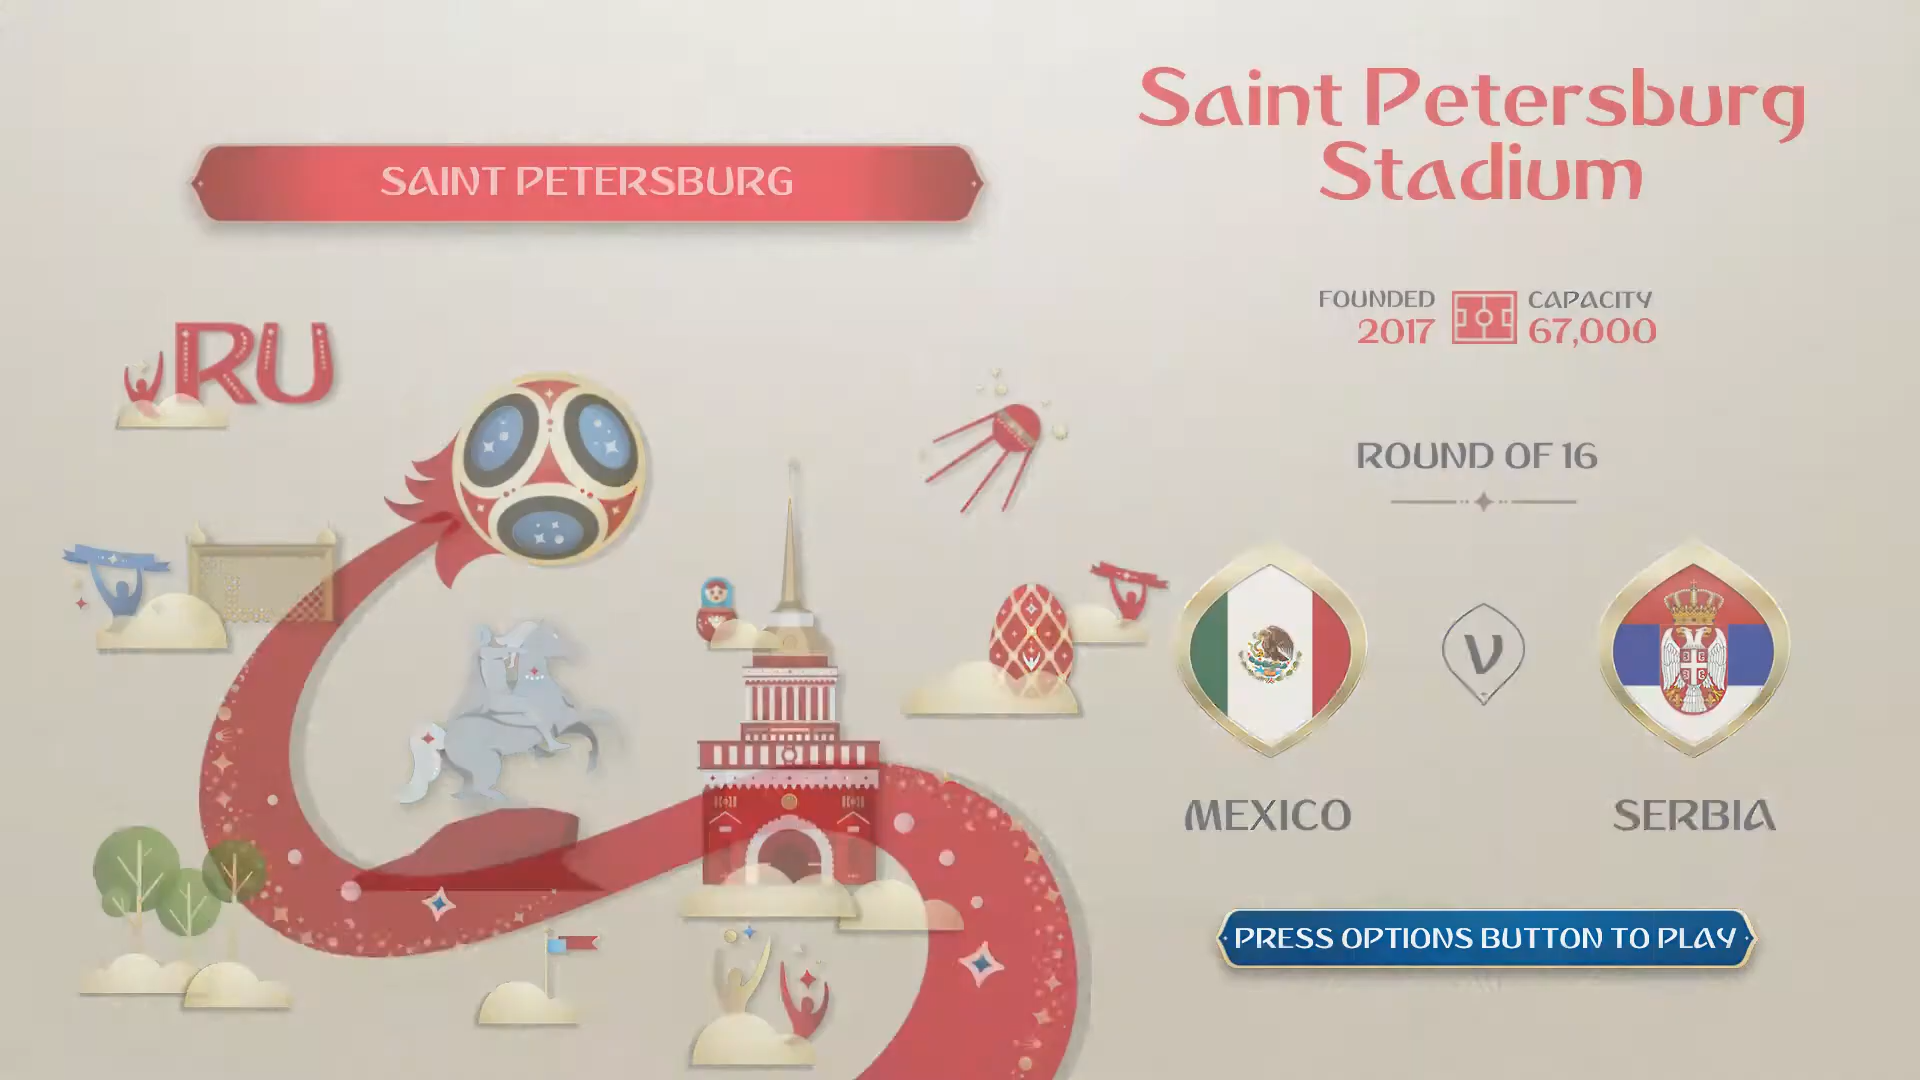 SAINT PETERSBURG
RU
Saint Petersburg
Stadium
FOUNDED
2017
CAPACITY
67,000
ROUND OF 16
V
MEXICO
SERBIA
PRESS OPTIONS BUTTON TO PLAY